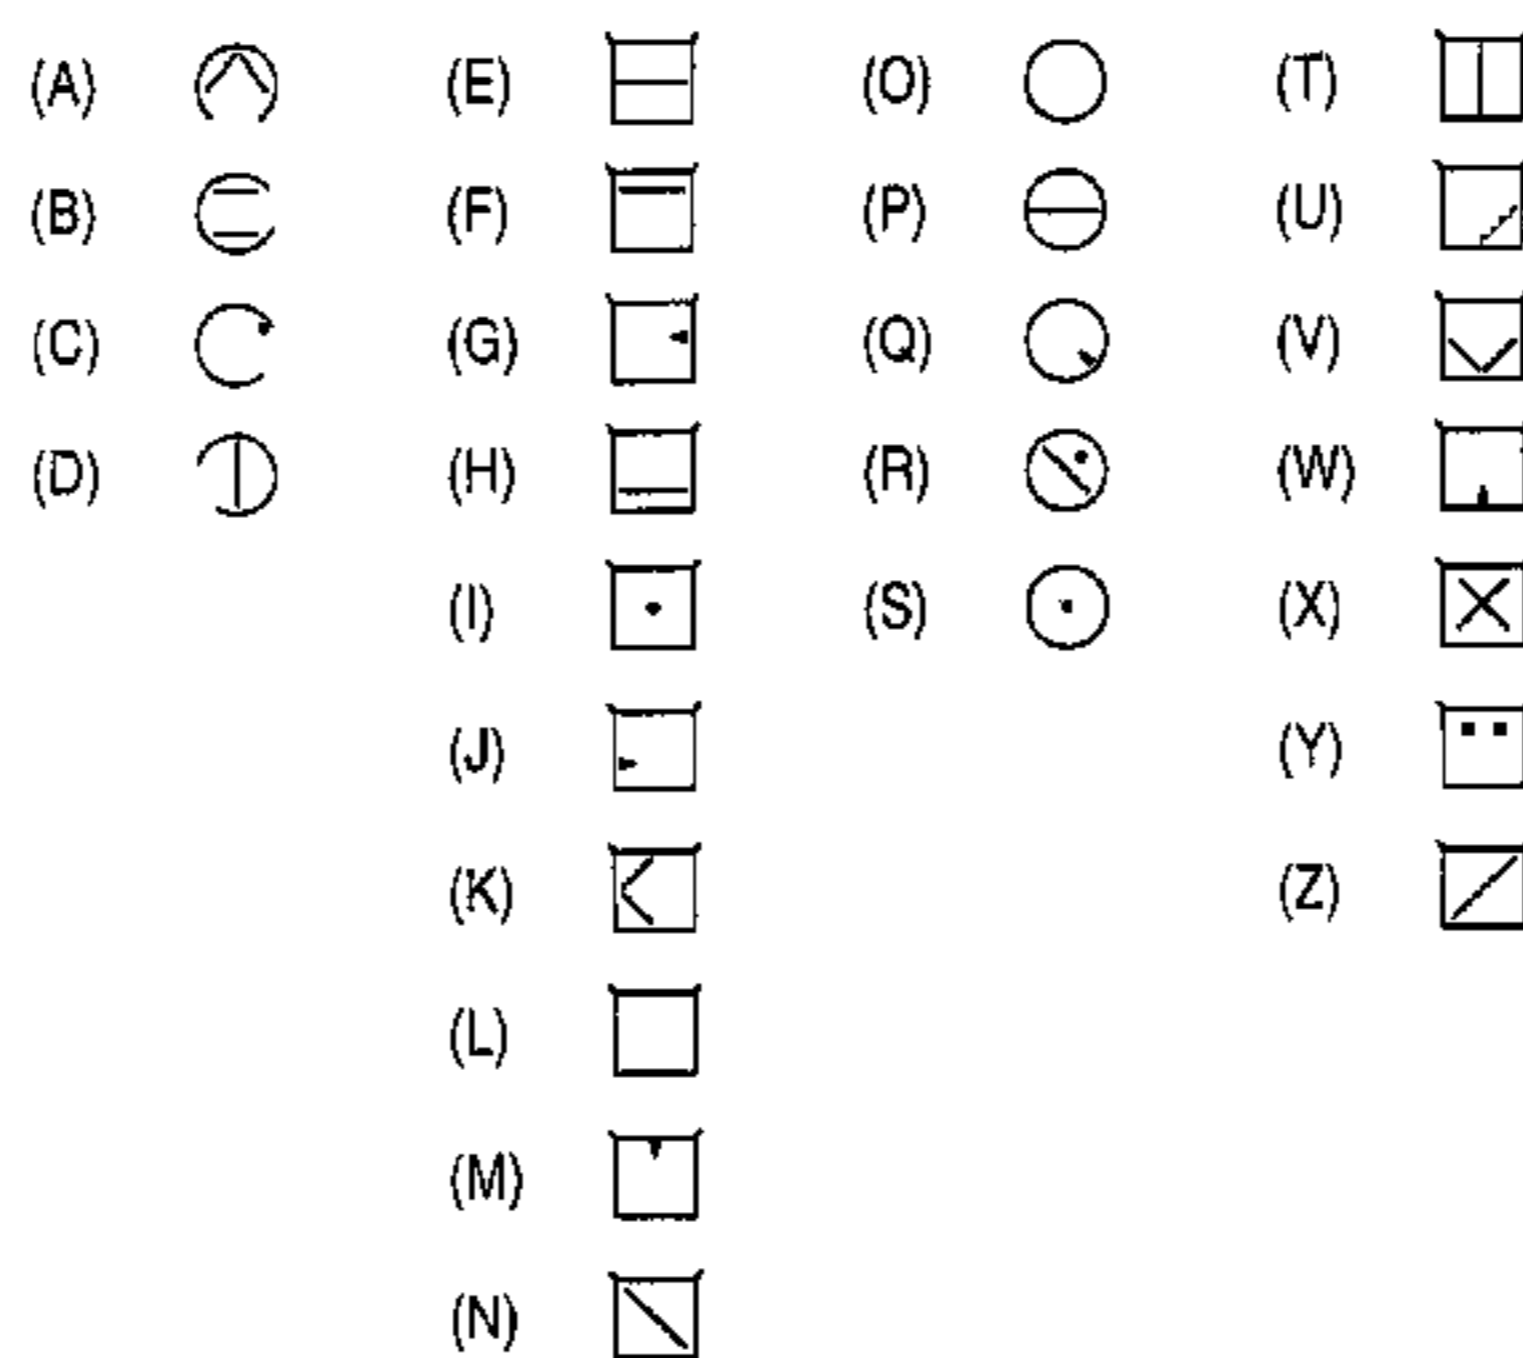 (A) (E) (O) (T)
(B) (F) (P) (U)
(C) (G) (Q) (V)
(D) (H) (R) (W)
(I) (S) (X)
(J) (Y)
(K) (Z)
(L)
(M)
(N)